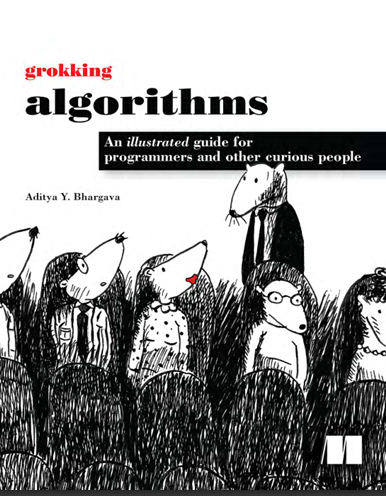 grokking
algorithms
An illustrated guide for
programmers and other curious people
Aditya Y. Bhargava